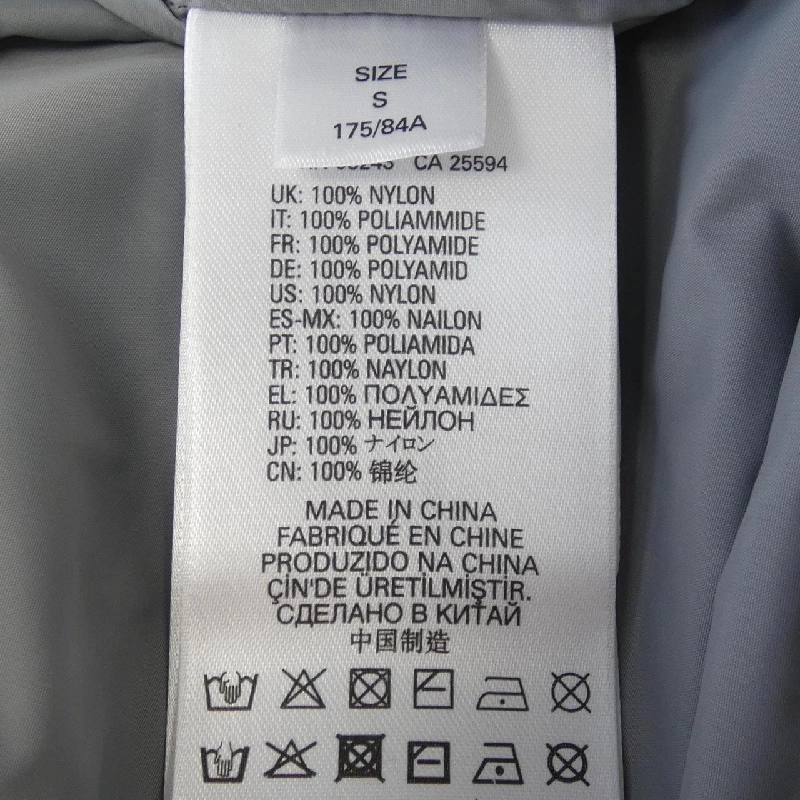 SIZE
S
175/84A
CA 25594
UK: 100% NYLON
IT: 100% POLIAMMIDE
FR: 100% POLYAMIDE
DE: 100% POLYAMID
US: 100% NYLON
ES-MX: 100% NAILON
PT: 100% POLIAMIDA
TR: 100% NAYLON
EL: 100% ΠΟΛΥΑΜΙΔΕΣ
RU: 100% НЕЙЛОН
JP: 100% ナイロン
CN: 100% 锦纶
MADE IN CHINA
FABRIQUÉ EN CHINE
PRODUZIDO NA CHINA
ÇİN'DE ÜRETİLMİŞTİR.
СДЕЛАНО В КИТАЙ
中国制造